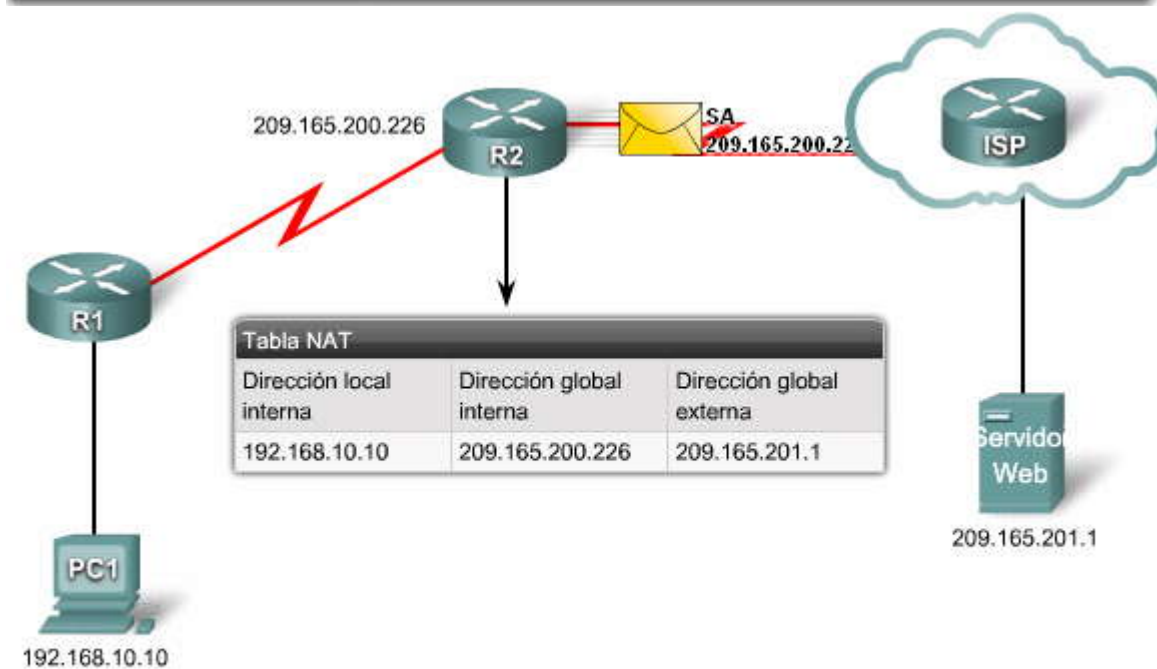 209.165.200.226
R2
SA
209.165.200.22
ISP
R1
Tabla NAT
Dirección local interna
Dirección global interna
Dirección global externa
192.168.10.10
209.165.200.226
209.165.201.1
Servidor
Web
209.165.201.1
PC1
192.168.10.10